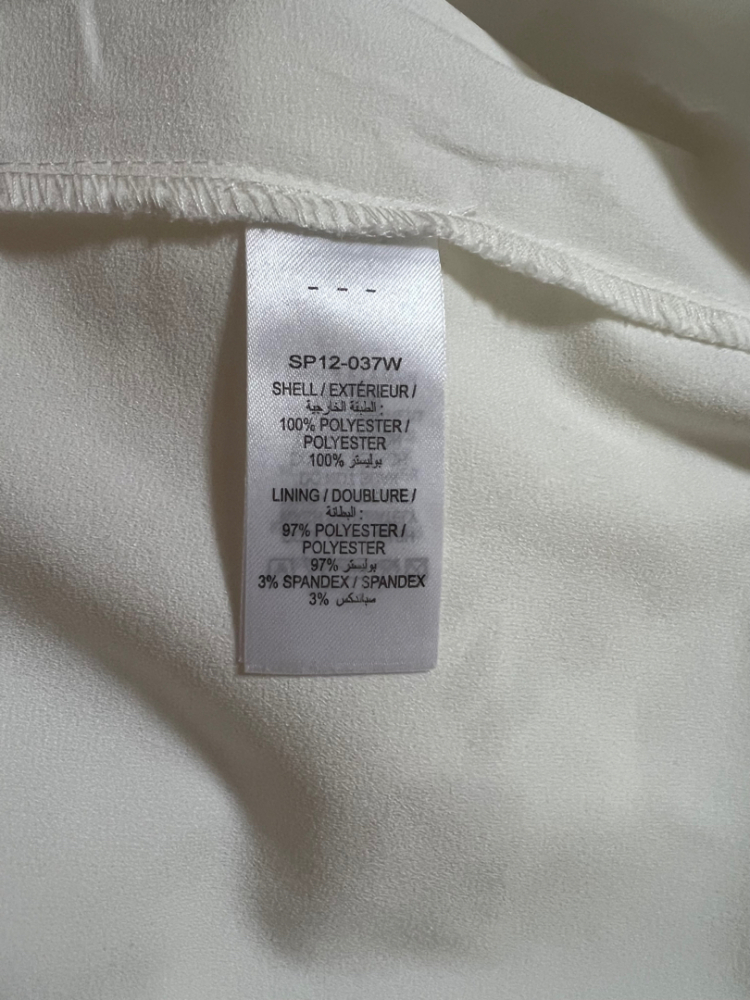 - - -
SP12-037W
SHELL / EXTÉRIEUR /
الطبقة الخارجية :
100% POLYESTER /
POLYESTER
100% بوليستر
LINING / DOUBLURE /
البطانة :
97% POLYESTER /
POLYESTER
97% بوليستر
3% SPANDEX / SPANDEX
3% سباندكس